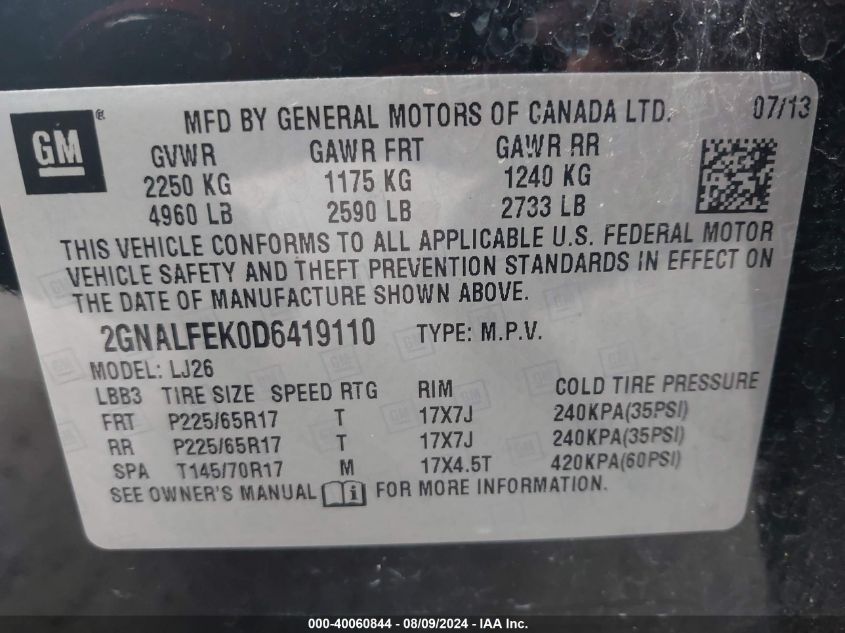 GM ®
MFD BY GENERAL MOTORS OF CANADA LTD. 07/13
GVWR GAWR FRT GAWR RR
2250 KG 1175 KG 1240 KG
4960 LB 2590 LB 2733 LB
THIS VEHICLE CONFORMS TO ALL APPLICABLE U.S. FEDERAL MOTOR
VEHICLE SAFETY AND THEFT PREVENTION STANDARDS IN EFFECT ON
THE DATE OF MANUFACTURE SHOWN ABOVE.
2GNALFEK0D6419110 TYPE: M.P.V.
MODEL: LJ26
LBB3 TIRE SIZE SPEED RTG RIM COLD TIRE PRESSURE
FRT P225/65R17 T 17X7J 240KPA(35PSI)
RR P225/65R17 T 17X7J 240KPA(35PSI)
SPA T145/70R17 M 17X4.5T 420KPA(60PSI)
SEE OWNER'S MANUAL i FOR MORE INFORMATION.
000-40060844 - 08/09/2024 - IAA Inc.